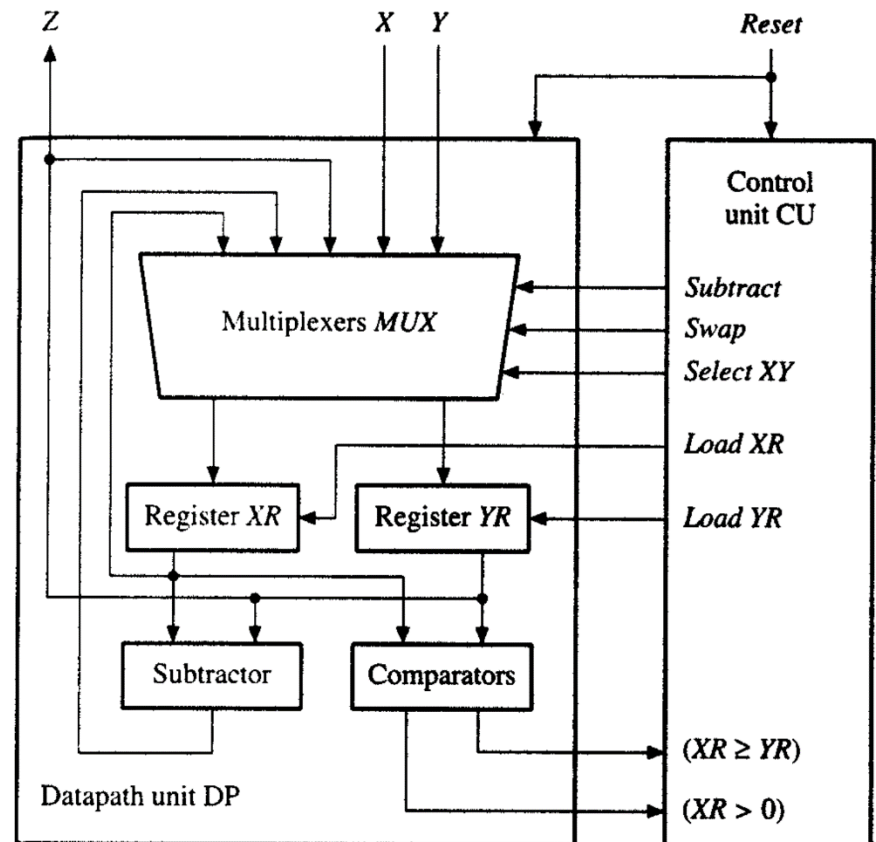 Z X Y Reset
Control
unit CU
Subtract
Multiplexers MUX
Swap
Select XY
Load XR
Register XR
Register YR
Load YR
Subtractor
Comparators
(XR ≥ YR)
Datapath unit DP
(XR > 0)